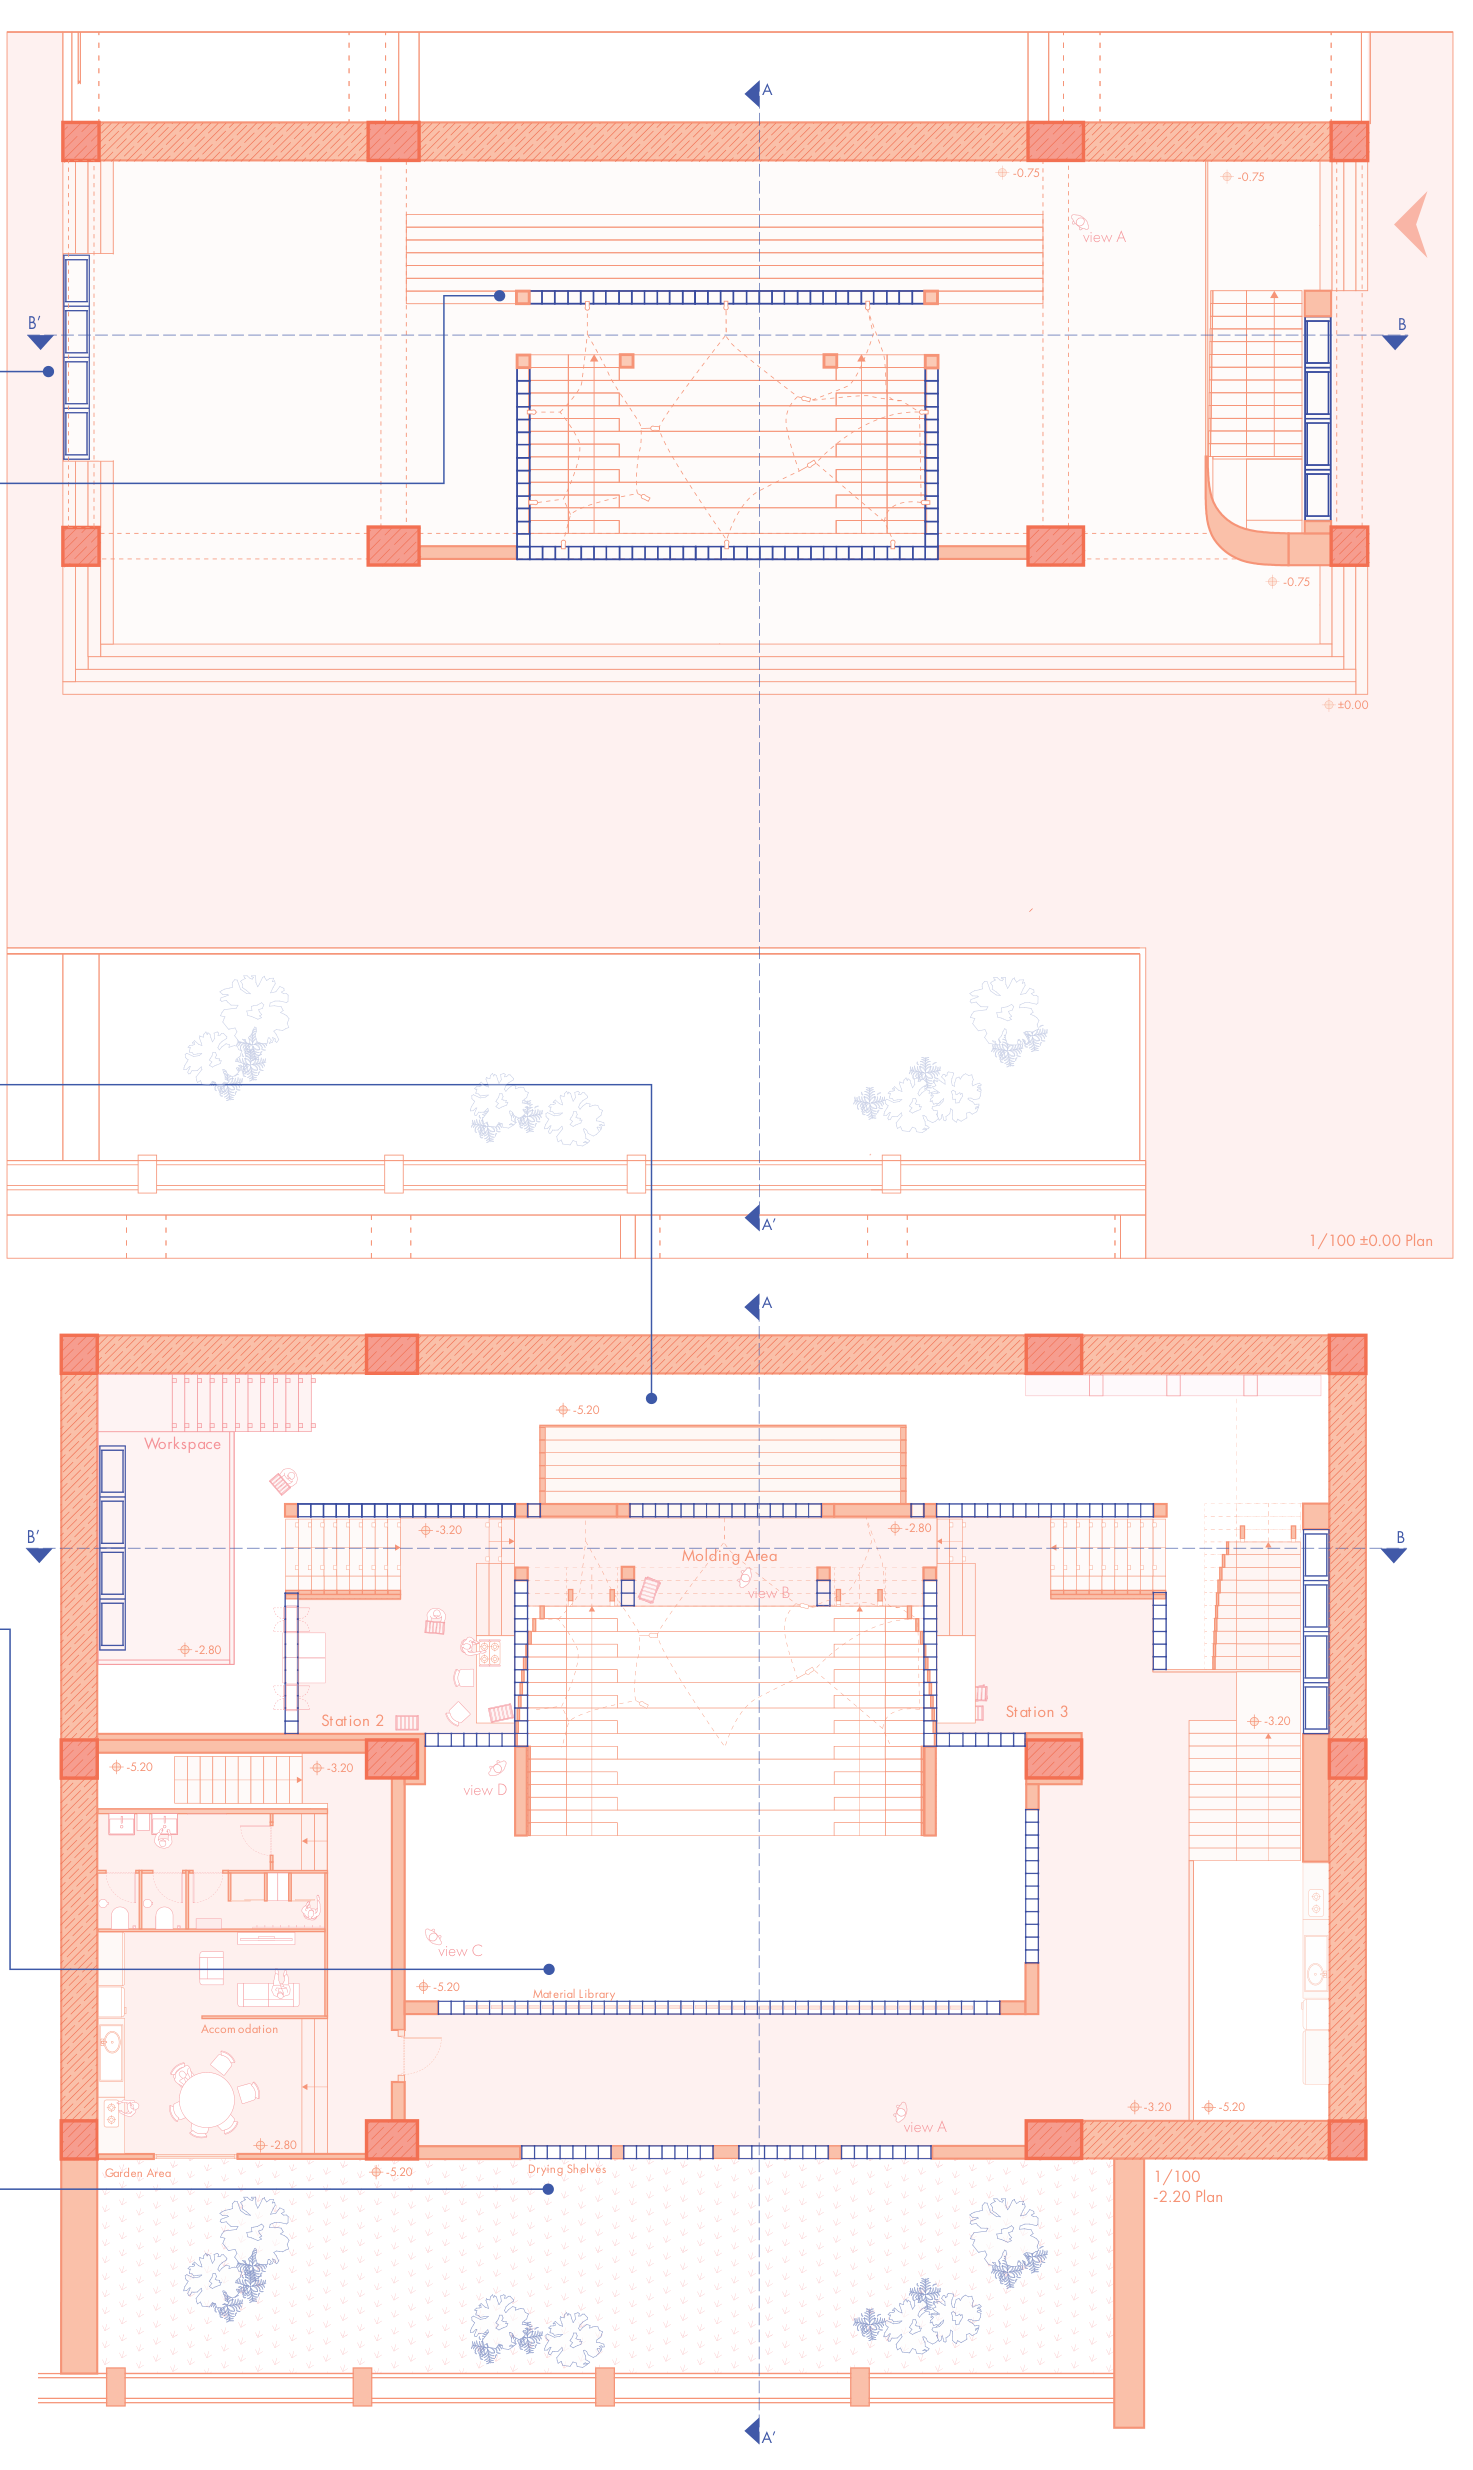 A
-0.75
-0.75
view A
B’
B
-0.75
±0.00
A’
1/100 ±0.00 Plan
A
-5.20
Workspace
-3.20
-2.80
B’
B
Molding Area
view B
-2.80
Station 2
Station 3
-3.20
-5.20
-3.20
view D
view C
-5.20
Material Library
Accomodation
-3.20
-5.20
view A
-2.80
Garden Area
-5.20
Drying Shelves
1/100
-2.20 Plan
A’